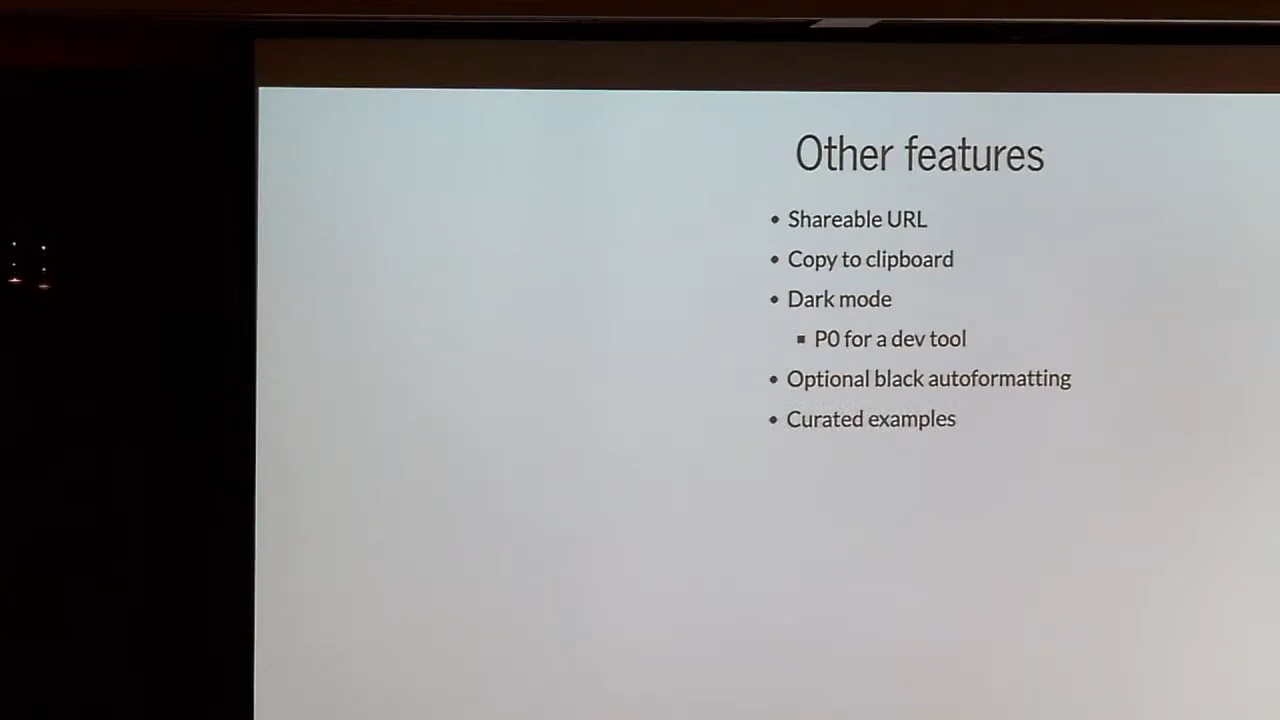 Other features
• Shareable URL
• Copy to clipboard
• Dark mode
▪ P0 for a dev tool
• Optional black autoformatting
• Curated examples